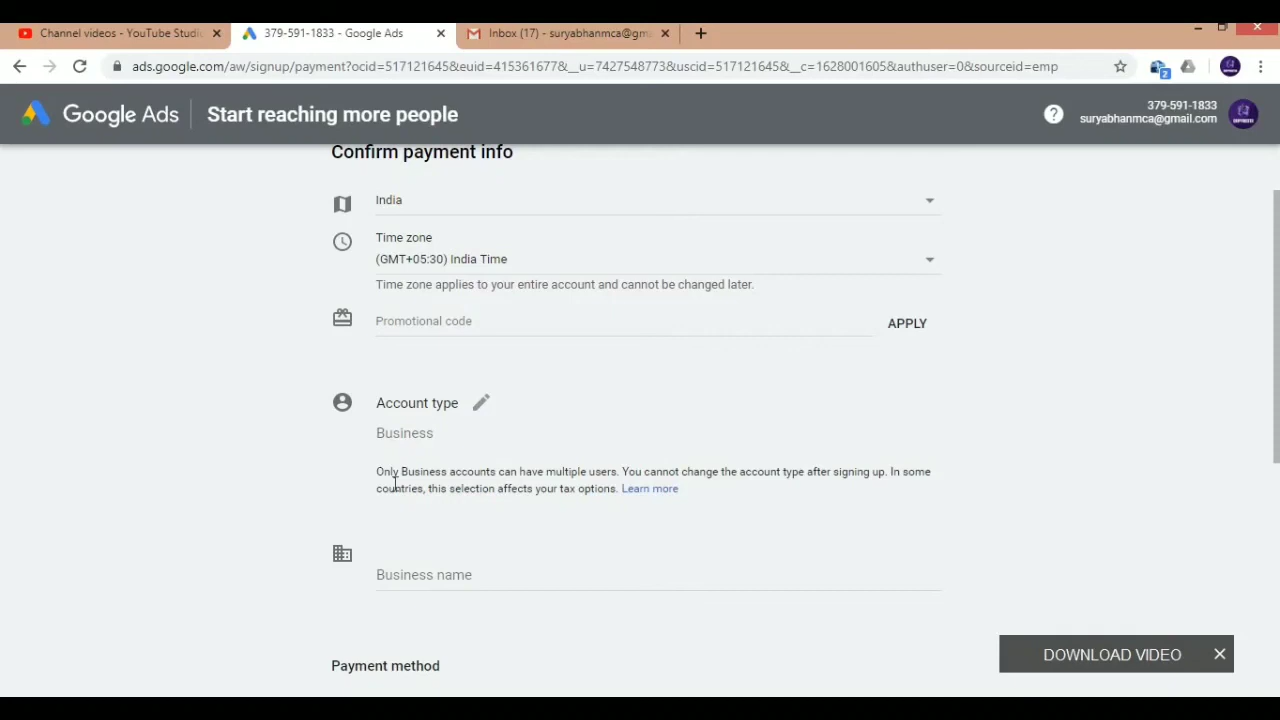 Channel videos - YouTube Studi
379-591-1833 - Google Ads
Inbox (17) - suryabhanmca@gm
ads.google.com/aw/signup/payment?ocid=517121645&euid=415361677&__u=7427548773&uscid=517121645&__c=1628001605&authuser=0&sourceid=emp
2
Google Ads
Start reaching more people
?
379-591-1833
suryabhanmca@gmail.com
Confirm payment info
India
Time zone
(GMT+05:30) India Time
Time zone applies to your entire account and cannot be changed later.
Promotional code
APPLY
Account type
Business
Only Business accounts can have multiple users. You cannot change the account type after signing up. In some
countries, this selection affects your tax options. Learn more
Business name
Payment method
DOWNLOAD VIDEO